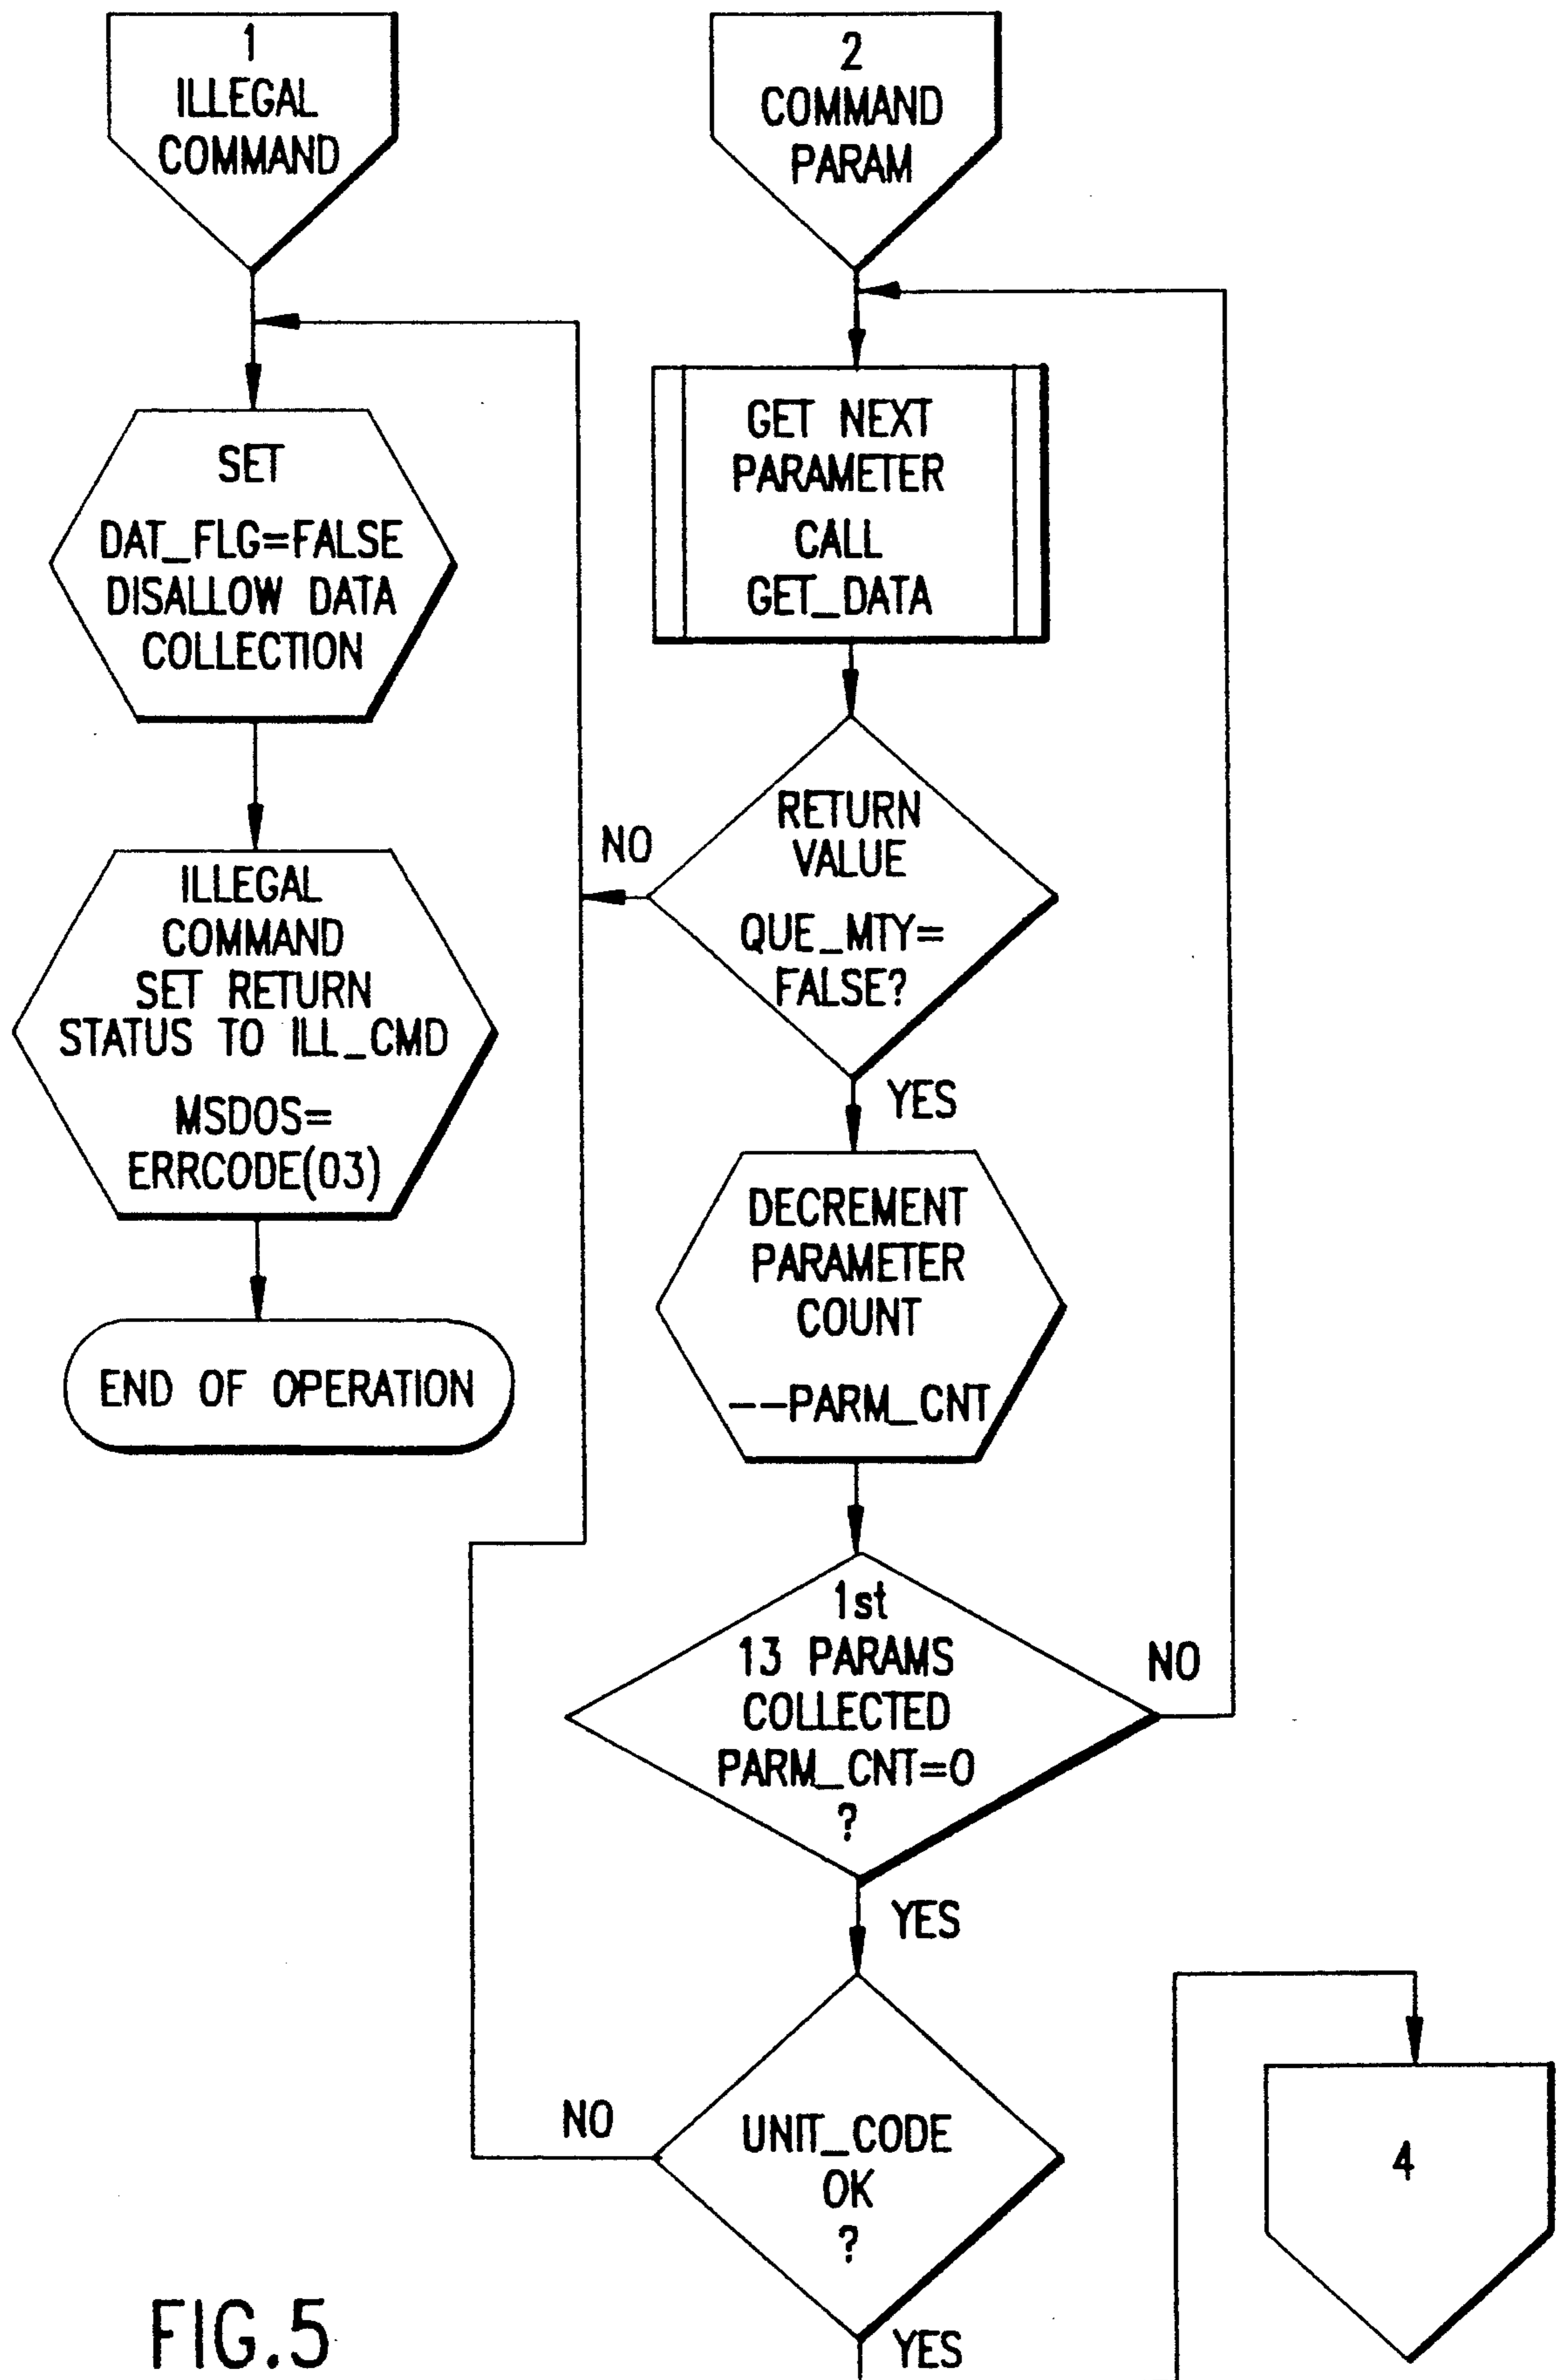 1
ILLEGAL
COMMAND
SET
DAT_FLG=FALSE
DISALLOW DATA
COLLECTION
ILLEGAL
COMMAND
SET RETURN
STATUS TO ILL_CMD
MSDOS=
ERRCODE(03)
END OF OPERATION
2
COMMAND
PARAM
GET NEXT
PARAMETER
CALL
GET_DATA
RETURN
VALUE
QUE_MTY=
FALSE?
NO
YES
DECREMENT
PARAMETER
COUNT
--PARM_CNT
1st
13 PARAMS
COLLECTED
PARM_CNT=0
?
NO
YES
UNIT_CODE
OK
?
NO
YES
4
FIG.5